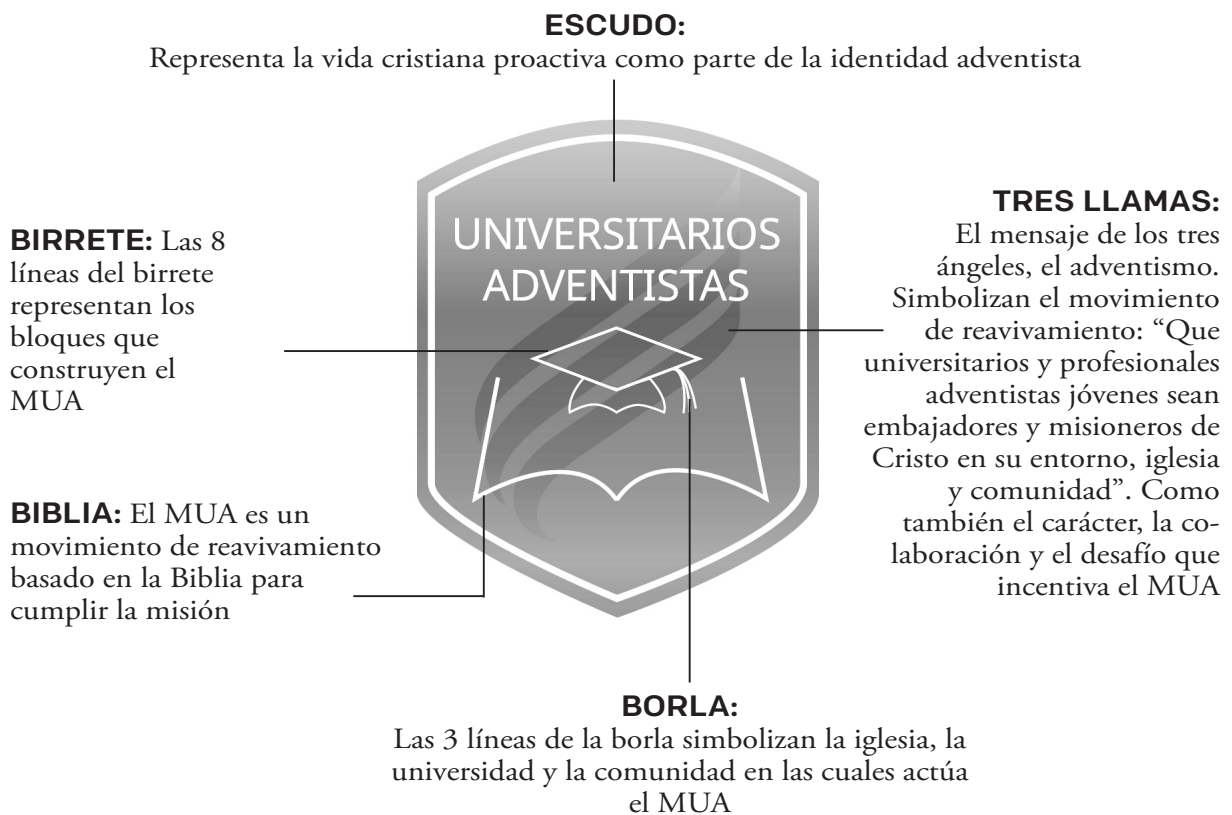 ESCUDO:
Representa la vida cristiana proactiva como parte de la identidad adventista
UNIVERSITARIOS
ADVENTISTAS
BIRRETE: Las 8
líneas del birrete
representan los
bloques que
construyen el
MUA
BIBLIA: El MUA es un
movimiento de reavivamiento
basado en la Biblia para
cumplir la misión
TRES LLAMAS:
El mensaje de los tres
ángeles, el adventismo.
Simbolizan el movimiento
de reavivamiento: “Que
universitarios y profesionales
adventistas jóvenes sean
embajadores y misioneros de
Cristo en su entorno, iglesia
y comunidad”. Como
también el carácter, la co-
laboración y el desafío que
incentiva el MUA
BORLA:
Las 3 líneas de la borla simbolizan la iglesia, la
universidad y la comunidad en las cuales actúa
el MUA